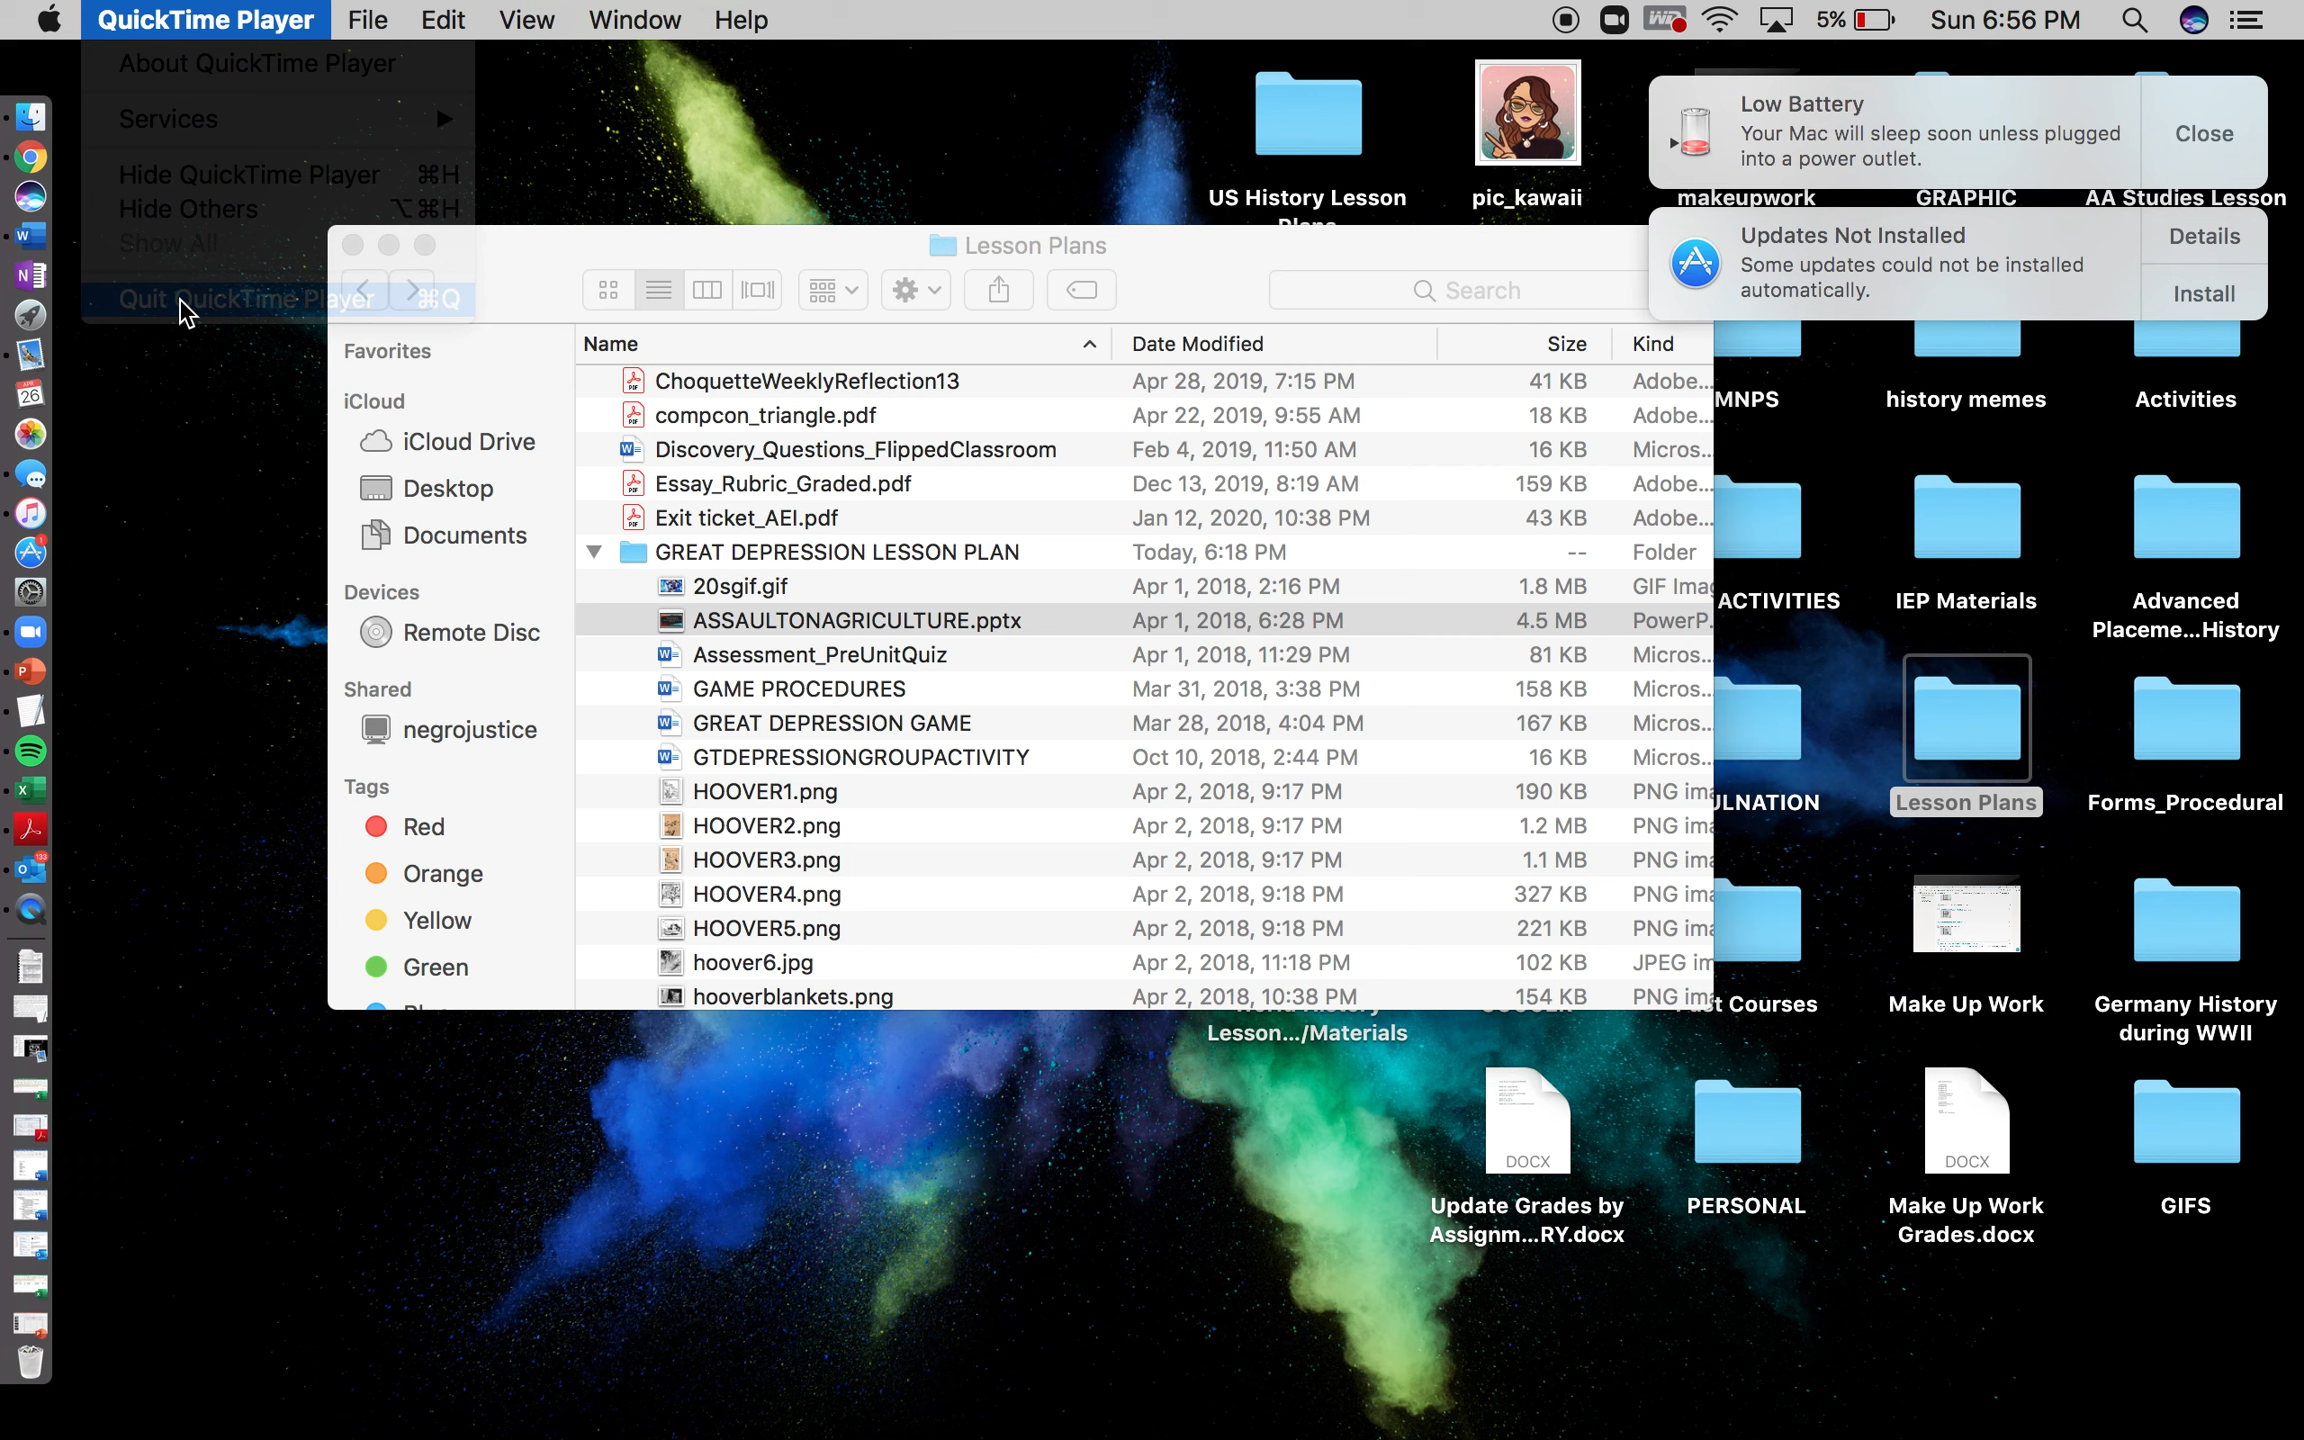 QuickTime Player File Edit View Window Help 5% Sun 6:56 PM
About QuickTime Player
Services
Hide QuickTime Player ⌘H
Hide Others ⌥⌘H
Show All
Quit QuickTime Player ⌘Q
Low Battery
Your Mac will sleep soon unless plugged
into a power outlet.
Close
Updates Not Installed
Some updates could not be installed
automatically.
Details
Install
US History Lesson
Plans
pic_kawaii
makeupwork
GRAPHIC
AA Studies Lesson
Lesson Plans
Search
Favorites
iCloud
iCloud Drive
Desktop
Documents
Devices
Remote Disc
Shared
negrojustice
Tags
Red
Orange
Yellow
Green
Name Date Modified Size Kind
ChoquetteWeeklyReflection13 Apr 28, 2019, 7:15 PM 41 KB Adobe...
compcon_triangle.pdf Apr 22, 2019, 9:55 AM 18 KB Adobe...
Discovery_Questions_FlippedClassroom Feb 4, 2019, 11:50 AM 16 KB Micros...
Essay_Rubric_Graded.pdf Dec 13, 2019, 8:19 AM 159 KB Adobe...
Exit ticket_AEI.pdf Jan 12, 2020, 10:38 PM 43 KB Adobe...
GREAT DEPRESSION LESSON PLAN Today, 6:18 PM -- Folder
20sgif.gif Apr 1, 2018, 2:16 PM 1.8 MB GIF Imag
ASSAULTONAGRICULTURE.pptx Apr 1, 2018, 6:28 PM 4.5 MB PowerP.
Assessment_PreUnitQuiz Apr 1, 2018, 11:29 PM 81 KB Micros...
GAME PROCEDURES Mar 31, 2018, 3:38 PM 158 KB Micros...
GREAT DEPRESSION GAME Mar 28, 2018, 4:04 PM 167 KB Micros...
GTDEPRESSIONGROUPACTIVITY Oct 10, 2018, 2:44 PM 16 KB Micros...
HOOVER1.png Apr 2, 2018, 9:17 PM 190 KB PNG ima
HOOVER2.png Apr 2, 2018, 9:17 PM 1.2 MB PNG ima
HOOVER3.png Apr 2, 2018, 9:17 PM 1.1 MB PNG ima
HOOVER4.png Apr 2, 2018, 9:18 PM 327 KB PNG ima
HOOVER5.png Apr 2, 2018, 9:18 PM 221 KB PNG ima
hoover6.jpg Apr 2, 2018, 11:18 PM 102 KB JPEG im
hooverblankets.png Apr 2, 2018, 10:38 PM 154 KB PNG ima
MNPS
history memes
Activities
ACTIVITIES
IEP Materials
Advanced
Placeme...History
ULNATION
Lesson Plans
Forms_Procedural
st Courses
Make Up Work
Germany History
during WWII
Lesson.../Materials
DOCX
Update Grades by
Assignm...RY.docx
PERSONAL
DOCX
Make Up Work
Grades.docx
GIFS